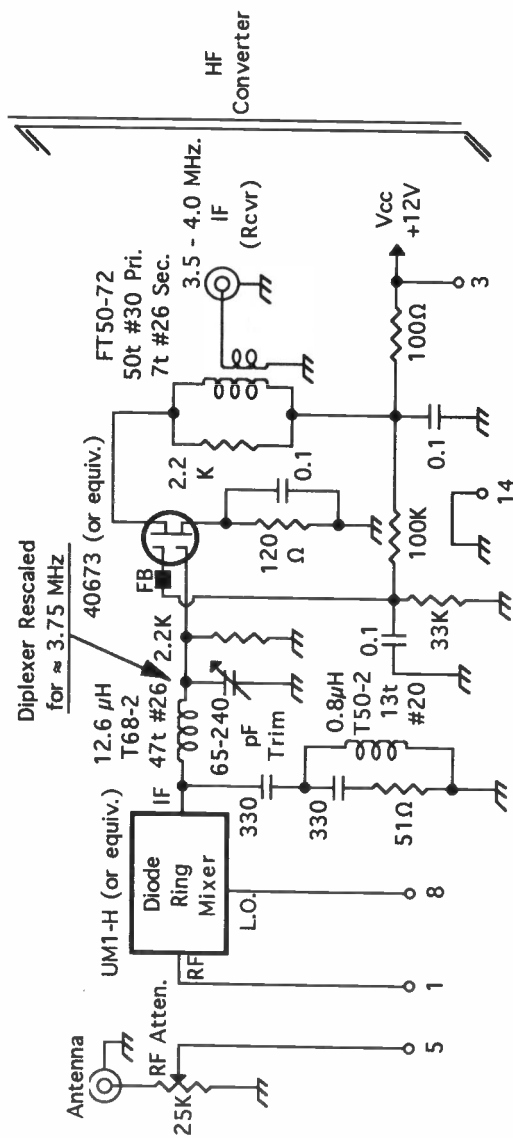 Antenna
RF Atten.
25K
5
1
8
UM1-H (or equiv.)
Diode
Ring
Mixer
RF
IF
L.O.
12.6 μH
T68-2
47t #26
Diplexer Rescaled
for ≈ 3.75 MHz
65-240
pF
Trim
2.2K
330
330
51Ω
0.8μH
T50-2
13t
#20
40673 (or equiv.)
FB
120
Ω
0.1
2.2
K
FT50-72
50t #30 Pri.
7t #26 Sec.
3.5 - 4.0 MHz.
IF
(Rcvr)
0.1
33K
100K
14
0.1
100Ω
Vcc
+12V
3
HF
Converter